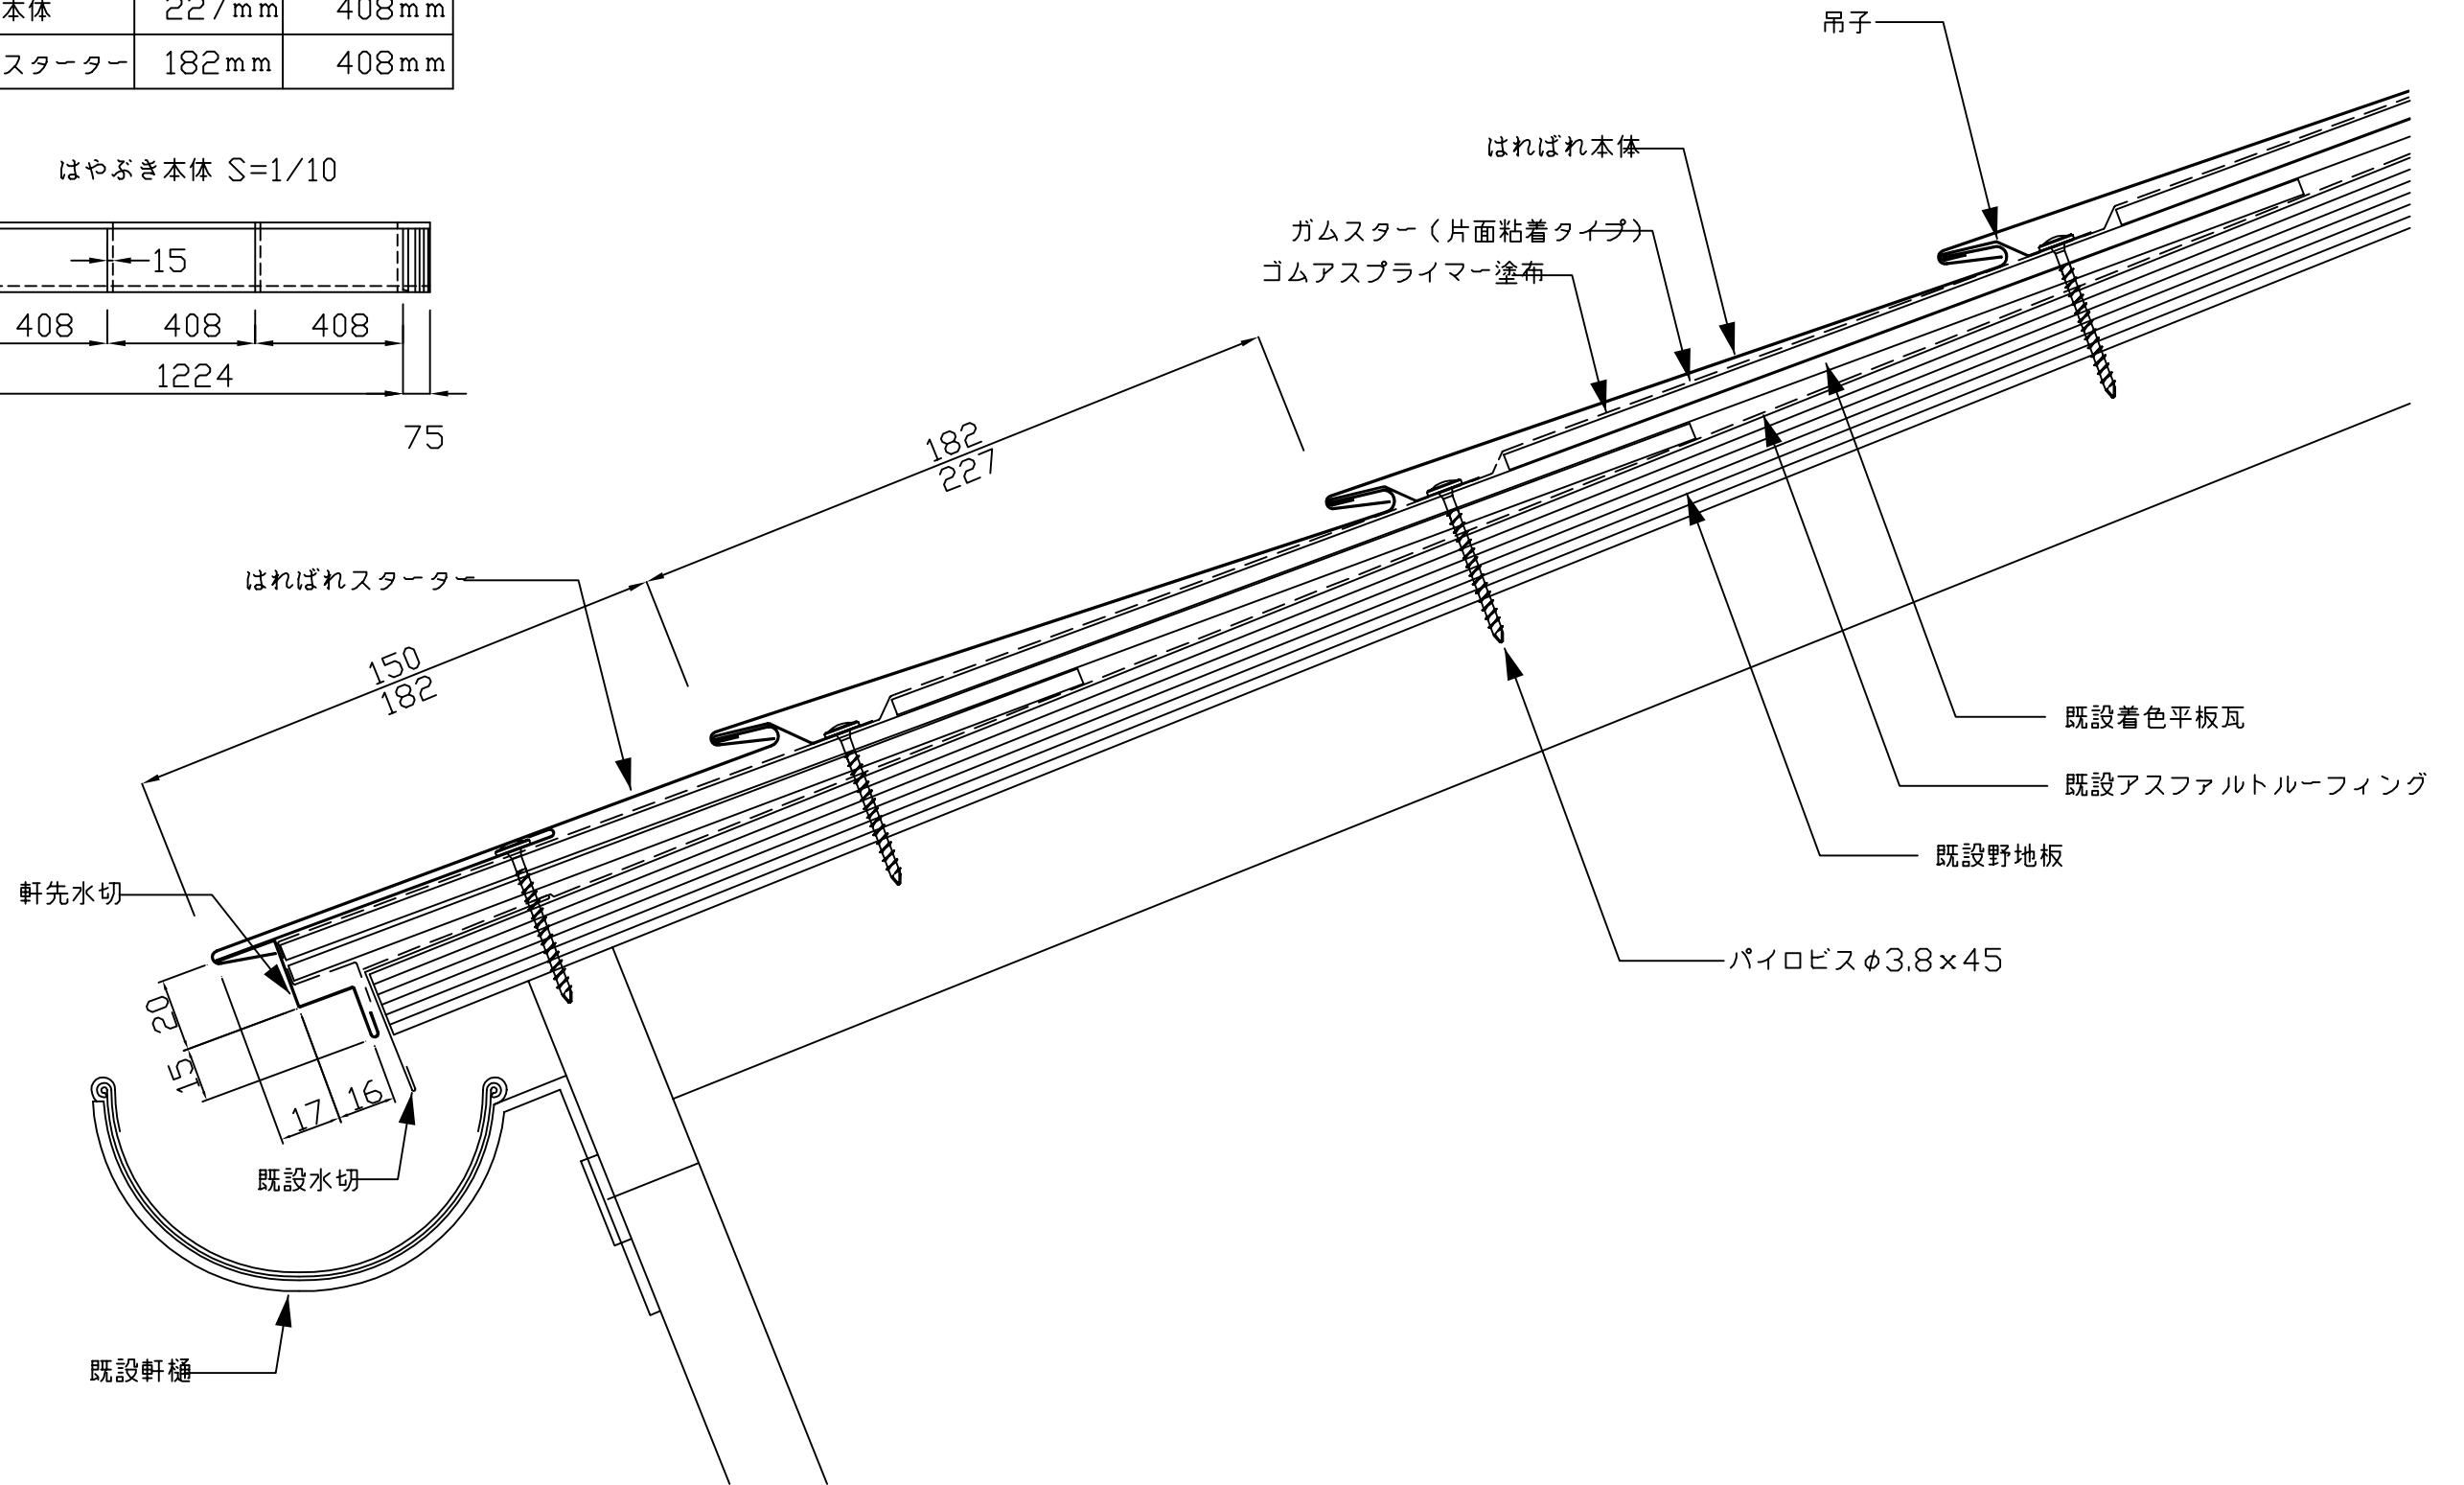 本体 227mm 408mm
スターター 182mm 408mm
吊子
はればれ本体
はやぶき本体 S=1/10
ガムスター(片面粘着タイプ)
15
ゴムアスプライマー塗布
408 408 408
1224
75
182
227
はればれスターター
150
182
既設着色平板瓦
既設アスファルトルーフィング
既設野地板
軒先水切
パイロビスφ3.8x45
20
15
17 16
既設水切
既設軒樋